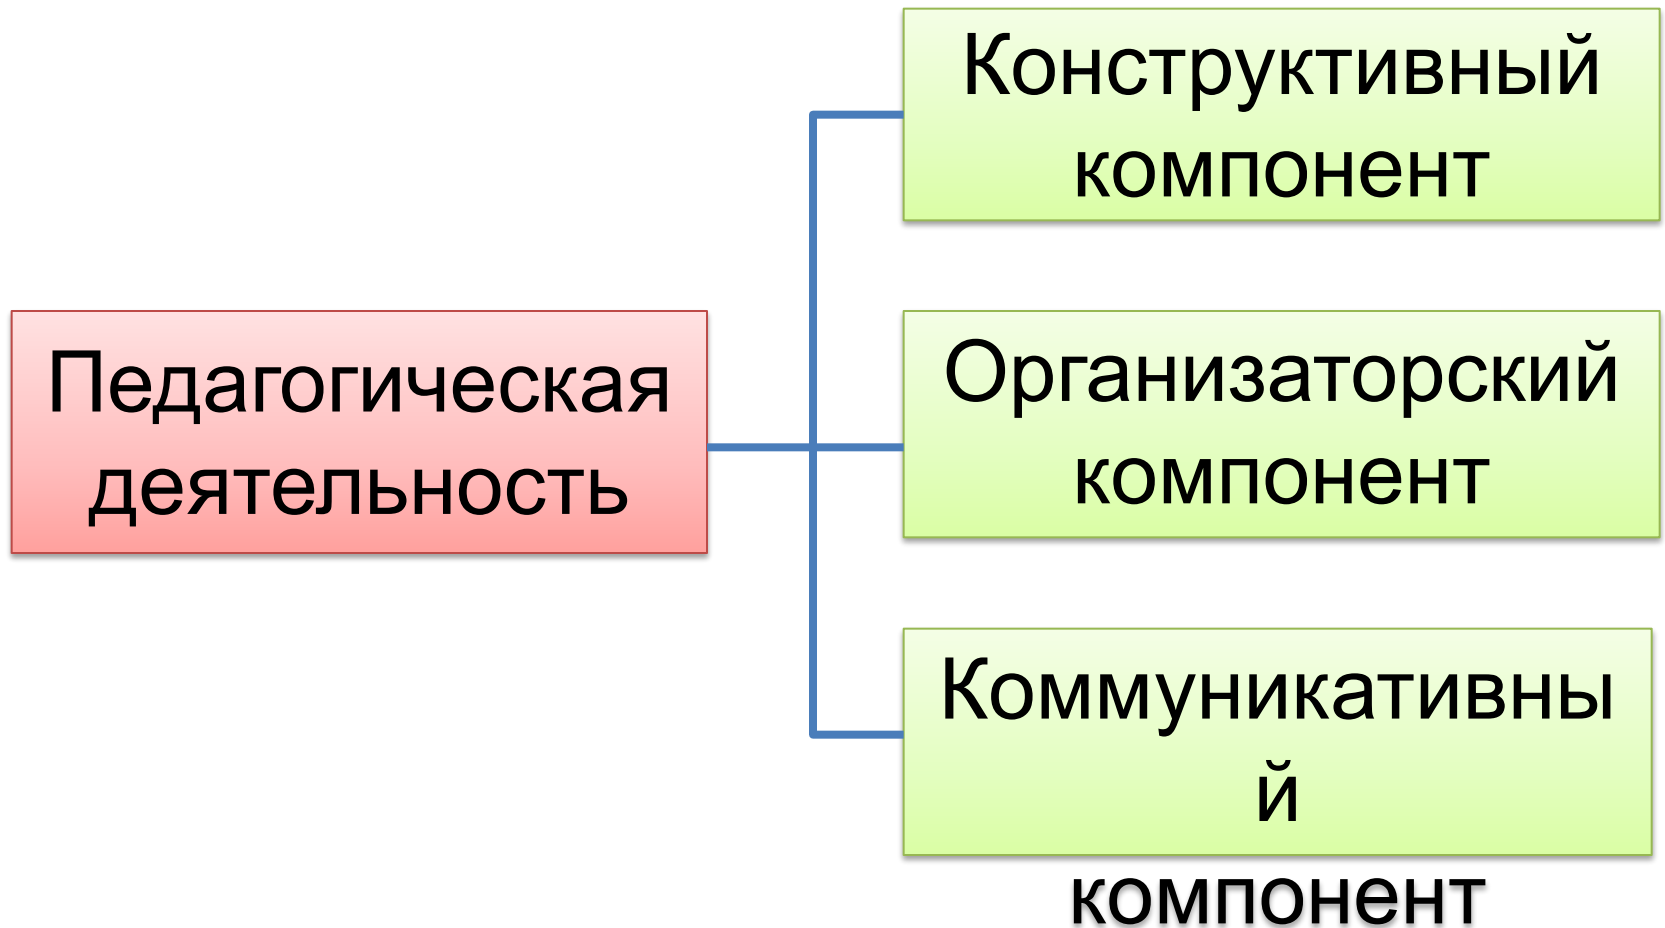 Конструктивный
компонент
Педагогическая
деятельность
Организаторский
компонент
Коммуникативны
й
компонент